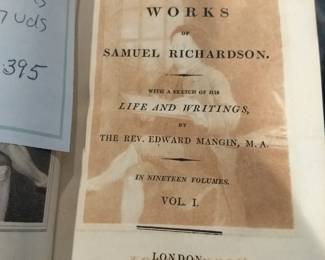 7 Vols
395
WORKS
OF
SAMUEL RICHARDSON.
WITH A SKETCH OF HIS
LIFE AND WRITINGS,
BY
THE REV. EDWARD MANGIN, M. A.
IN NINETEEN VOLUMES.
VOL. I.
LONDON